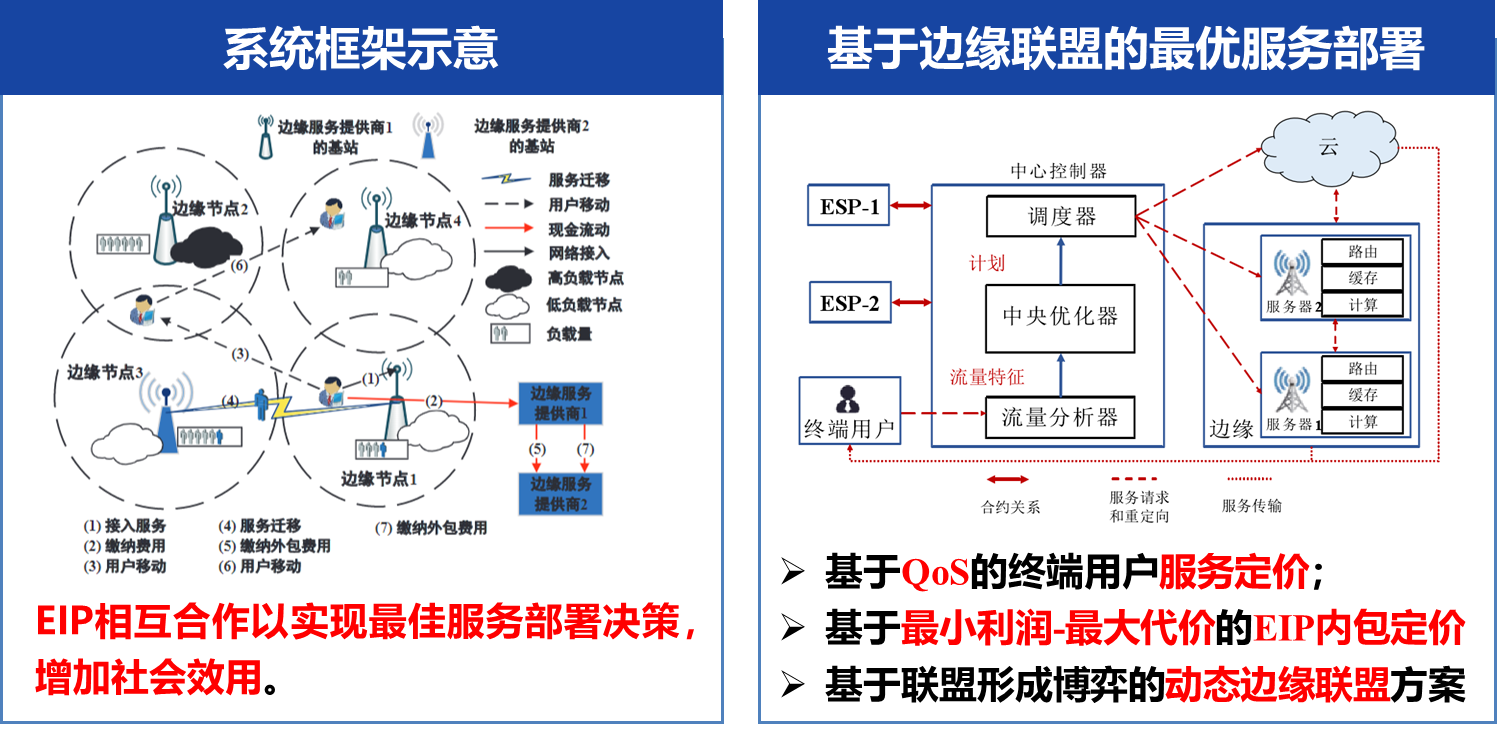 系统框架示意
边缘服务提供商1
的基站
边缘服务提供商2
的基站
服务迁移
用户移动
现金流动
网络接入
高负载节点
低负载节点
负载量
边缘节点2
边缘节点4
(6)
(3)
边缘节点3
(1)
(4)
(2)
边缘节点1
边缘服务
提供商1
(5)
(7)
边缘服务
提供商2
(1) 接入服务
(2) 缴纳费用
(3) 用户移动
(4) 服务迁移
(5) 缴纳外包费用
(6) 用户移动
(7) 缴纳外包费用
EIP相互合作以实现最佳服务部署决策，
增加社会效用。
基于边缘联盟的最优服务部署
云
中心控制器
ESP-1
调度器
计划
ESP-2
中央优化器
流量特征
终端用户
流量分析器
路由
缓存
计算
服务器2
路由
缓存
计算
服务器1
边缘
合约关系
服务请求
和重定向
服务传输
➢ 基于QoS的终端用户服务定价；
➢ 基于最小利润-最大代价的EIP内包定价
➢ 基于联盟形成博弈的动态边缘联盟方案